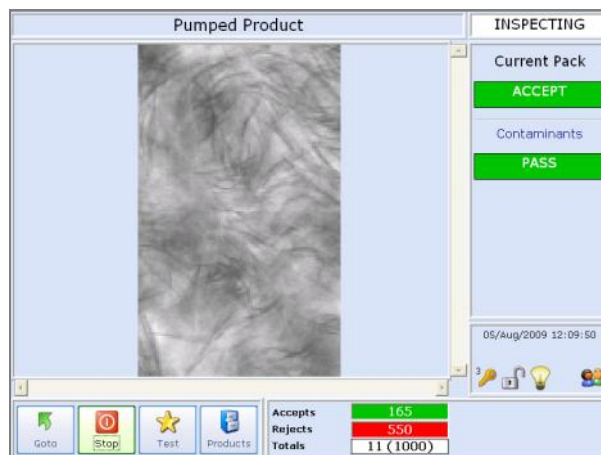 Pumped Product
INSPECTING
Current Pack
ACCEPT
Contaminants
PASS
05/Aug/2009 12:09:50
3
Goto
Stop
Test
Products
Accepts 165
Rejects 550
Totals 11 (1000)